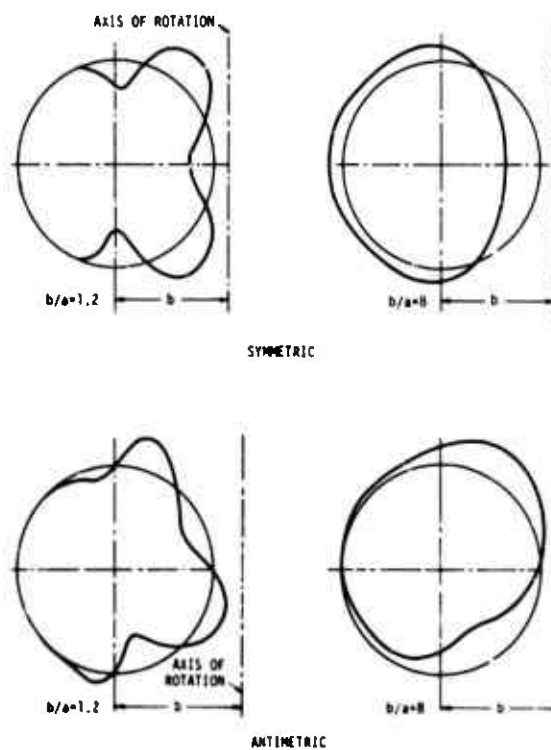 AXIS OF ROTATION
b/a=1.2
b
b/a=8
b
SYMMETRIC
AXIS OF
ROTATION
b/a=1.2
b
b/a=8
b
ANTIMETRIC